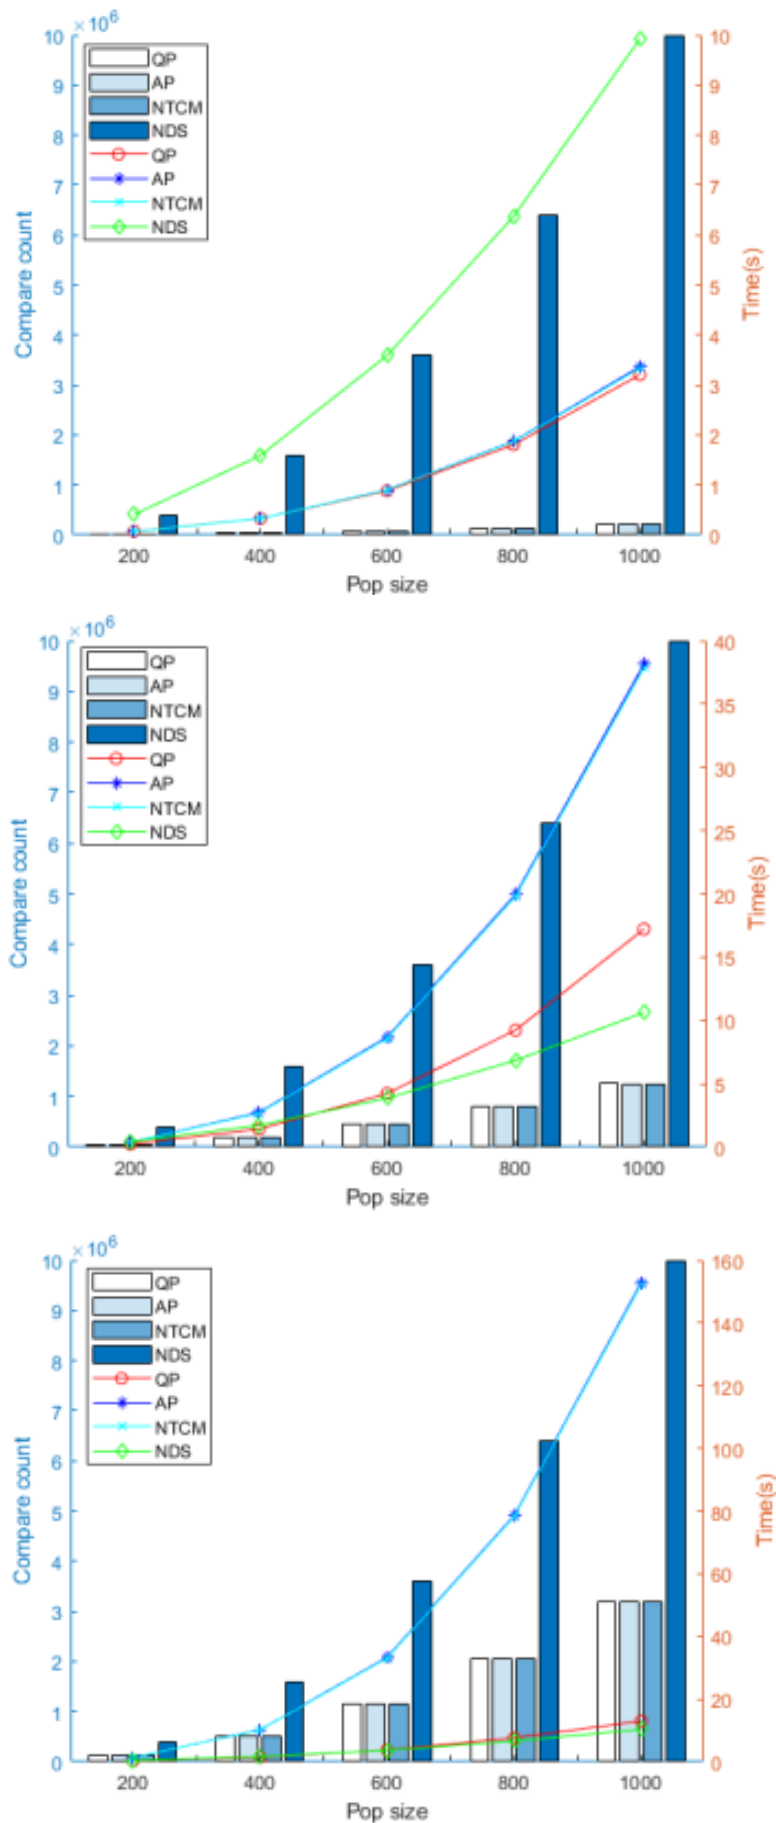 ×10⁶
10
9
8
7
6
5
4
3
2
1
0
Compare count
QP
AP
NTCM
NDS
QP
AP
NTCM
NDS
10
9
8
7
6
5
4
3
2
1
0
Time(s)
200 400 600 800 1000
Pop size
×10⁶
10
9
8
7
6
5
4
3
2
1
0
Compare count
QP
AP
NTCM
NDS
QP
AP
NTCM
NDS
40
35
30
25
20
15
10
5
0
Time(s)
200 400 600 800 1000
Pop size
×10⁶
10
9
8
7
6
5
4
3
2
1
0
Compare count
QP
AP
NTCM
NDS
QP
AP
NTCM
NDS
160
140
120
100
80
60
40
20
0
Time(s)
200 400 600 800 1000
Pop size